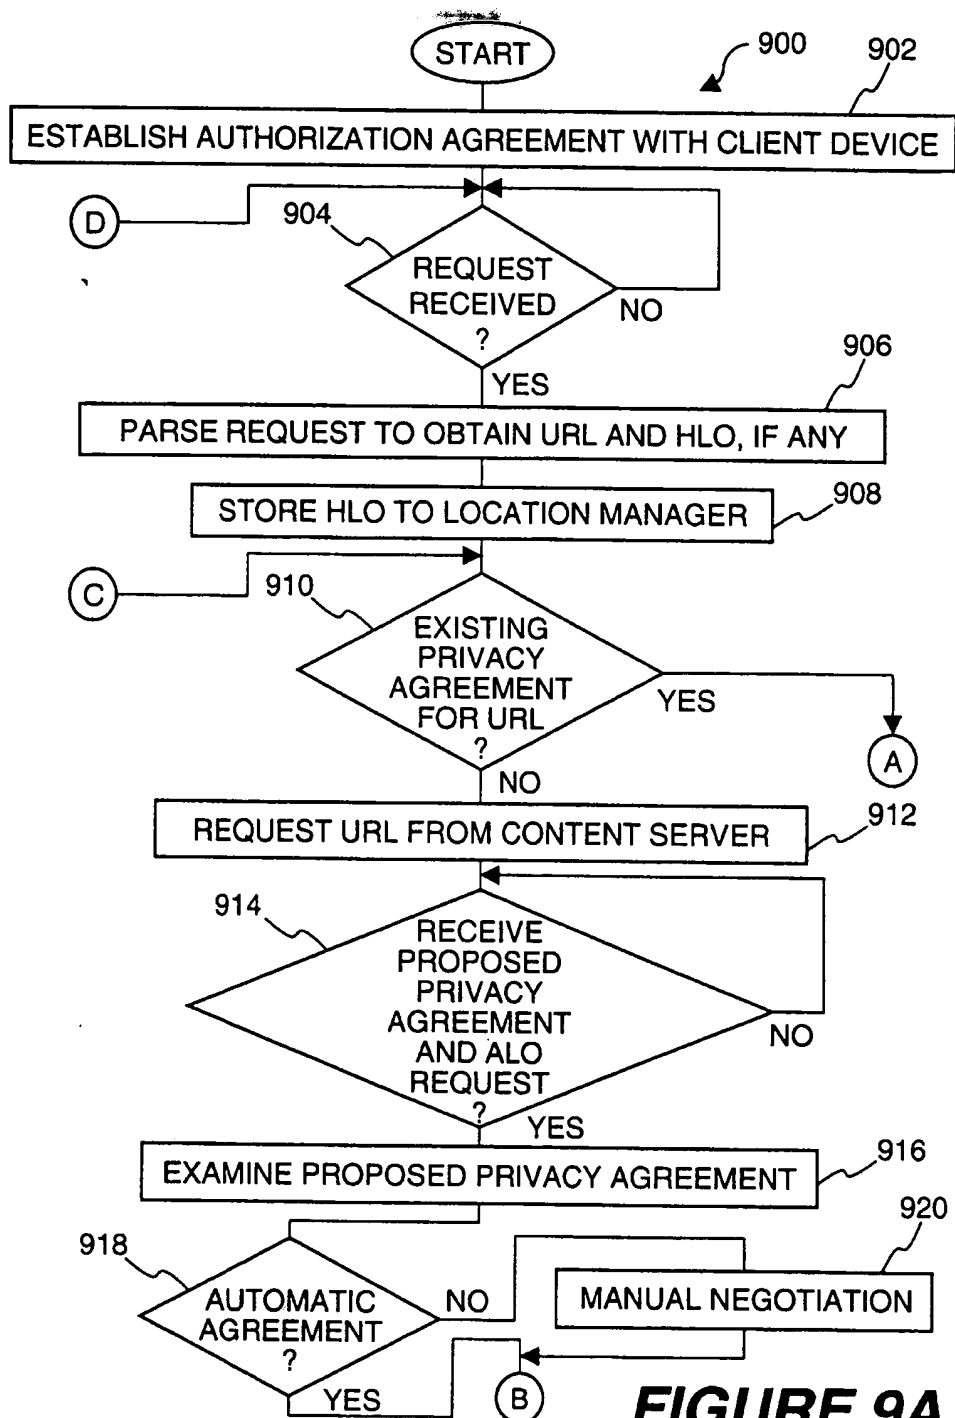 START
900
902
ESTABLISH AUTHORIZATION AGREEMENT WITH CLIENT DEVICE
D
904
REQUEST
RECEIVED
?
NO
YES
906
PARSE REQUEST TO OBTAIN URL AND HLO, IF ANY
STORE HLO TO LOCATION MANAGER
908
C
910
EXISTING
PRIVACY
AGREEMENT
FOR URL
?
YES
A
NO
REQUEST URL FROM CONTENT SERVER
912
914
RECEIVE
PROPOSED
PRIVACY
AGREEMENT
AND ALO
REQUEST
?
NO
YES
EXAMINE PROPOSED PRIVACY AGREEMENT
916
918
AUTOMATIC
AGREEMENT
?
NO
920
MANUAL NEGOTIATION
YES
B
FIGURE 9A